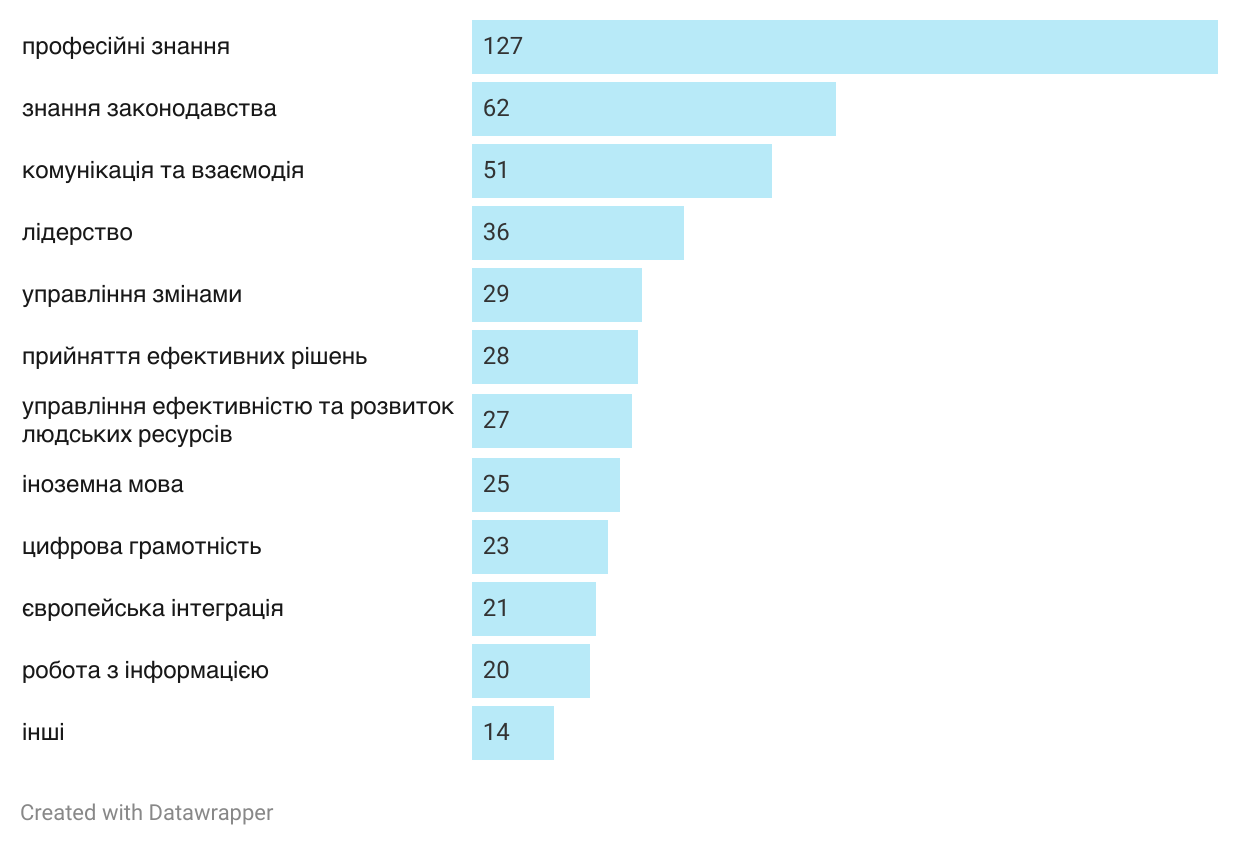 професійні знання 127
знання законодавства 62
комунікація та взаємодія 51
лідерство 36
управління змінами 29
прийняття ефективних рішень 28
управління ефективністю та розвиток
людських ресурсів 27
іноземна мова 25
цифрова грамотність 23
європейська інтеграція 21
робота з інформацією 20
інші 14
Created with Datawrapper